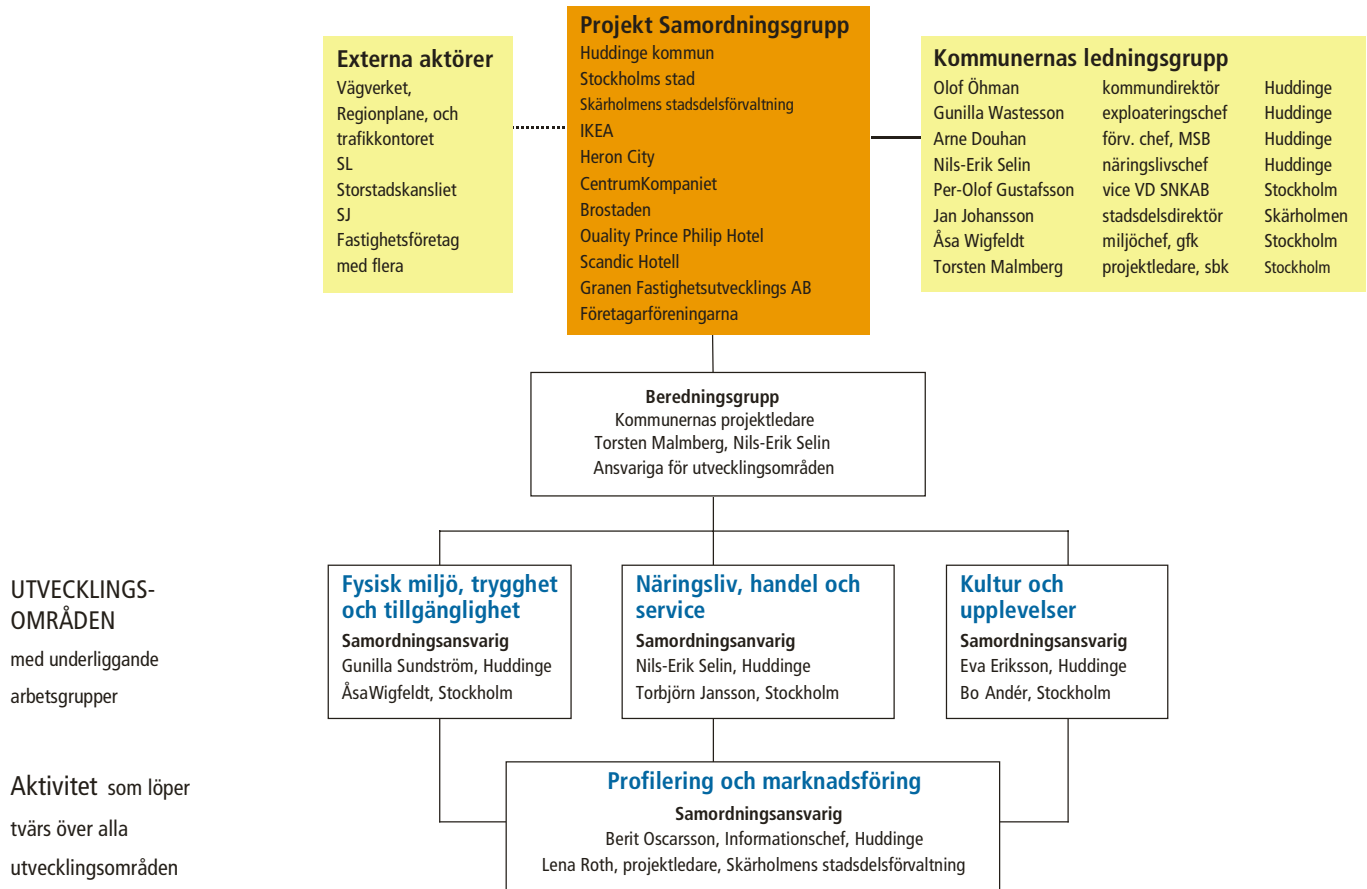 Projekt Samordningsgrupp
Huddinge kommun
Stockholms stad
Skärholmens stadsdelsförvaltning
IKEA
Heron City
CentrumKompaniet
Brostaden
Ouality Prince Philip Hotel
Scandic Hotell
Granen Fastighetsutvecklings AB
Företagarföreningarna
Externa aktörer
Vägverket,
Regionplane, och
trafikkontoret
SL
Storstadskansliet
SJ
Fastighetsföretag
med flera
Kommunernas ledningsgrupp
Olof Öhman kommundirektör Huddinge
Gunilla Wastesson exploateringschef Huddinge
Arne Douhan förv. chef, MSB Huddinge
Nils-Erik Selin näringslivschef Huddinge
Per-Olof Gustafsson vice VD SNKAB Stockholm
Jan Johansson stadsdelsdirektör Skärholmen
Åsa Wigfeldt miljöchef, gfk Stockholm
Torsten Malmberg projektledare, sbk Stockholm
Beredningsgrupp
Kommunernas projektledare
Torsten Malmberg, Nils-Erik Selin
Ansvariga för utvecklingsområden
UTVECKLINGS-
OMRÅDEN
med underliggande
arbetsgrupper
Fysisk miljö, trygghet
och tillgänglighet
Samordningsansvarig
Gunilla Sundström, Huddinge
ÅsaWigfeldt, Stockholm
Näringsliv, handel och
service
Samordningsanvarig
Nils-Erik Selin, Huddinge
Torbjörn Jansson, Stockholm
Kultur och
upplevelser
Samordningsansvarig
Eva Eriksson, Huddinge
Bo Andér, Stockholm
Aktivitet som löper
tvärs över alla
utvecklingsområden
Profilering och marknadsföring
Samordningsansvarig
Berit Oscarsson, Informationschef, Huddinge
Lena Roth, projektledare, Skärholmens stadsdelsförvaltning